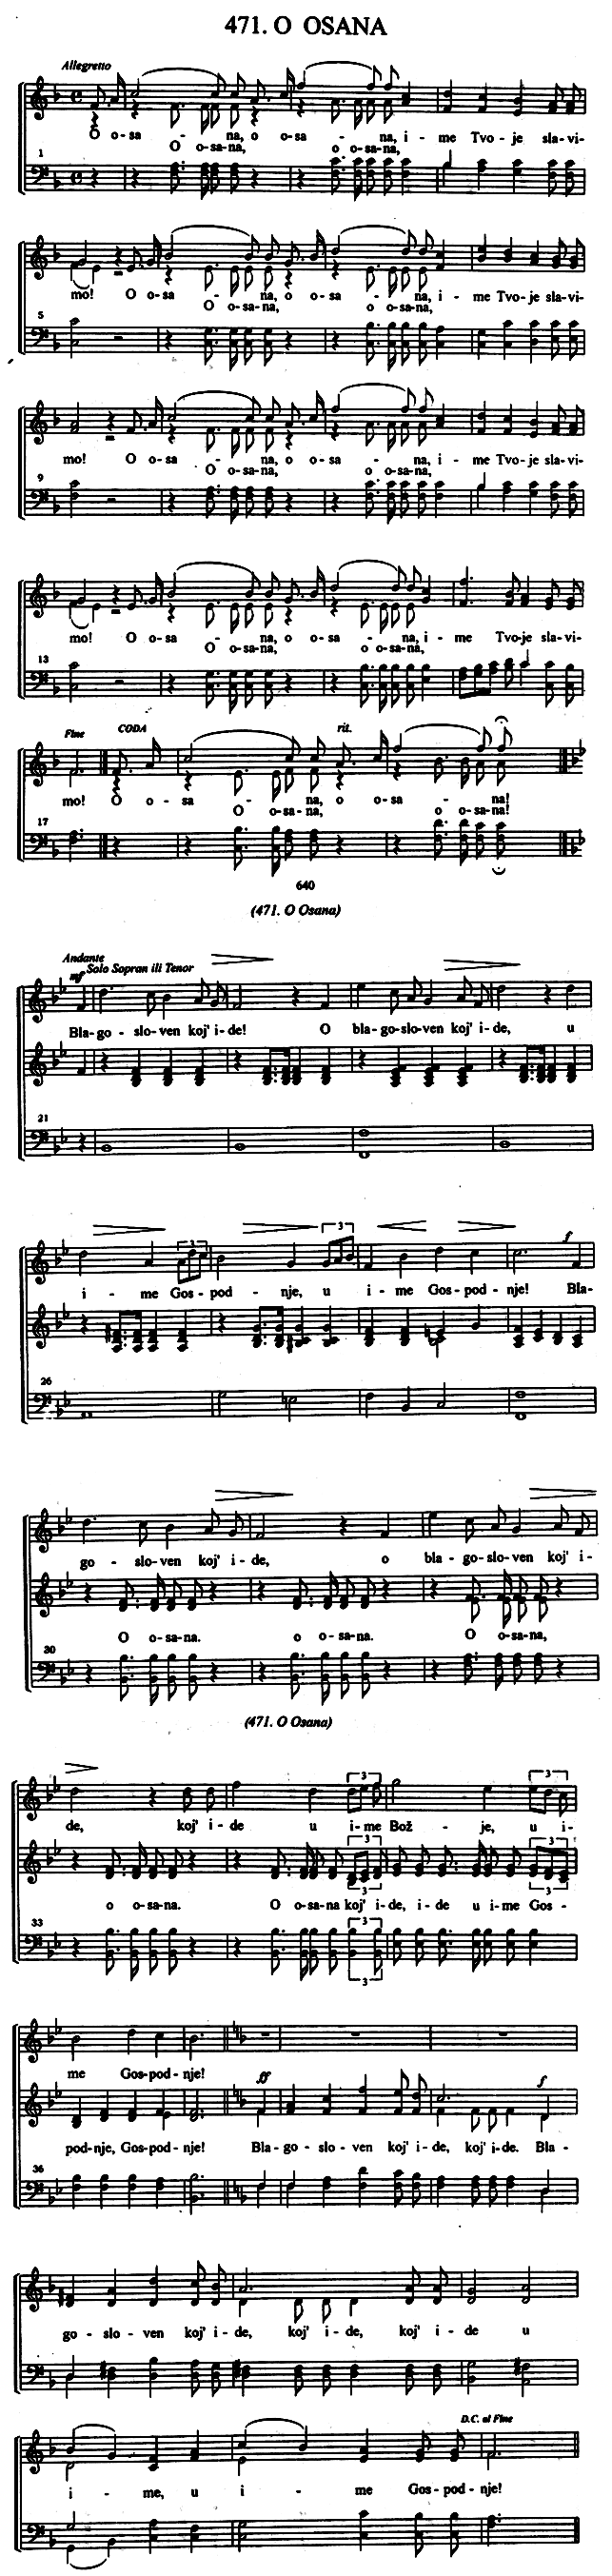 471. O OSANA
Allegretto
O o-sa - na, o o-sa - na, i - me Tvo-je sla-vi-
O o-sa-na, o o-sa-na,
1
mo! O o-sa - na, o o-sa - na, i - me Tvo-je sla-vi-
O o-sa-na, o o-sa-na,
5
mo! O o-sa - na, o o-sa - na, i - me Tvo-je sla-vi-
O o-sa-na, o o-sa-na,
9
mo! O o-sa - na, o o-sa - na, i - me Tvo-je sla-vi-
O o-sa-na, o o-sa-na,
13
Fine CODA rit.
mo! O o - sa - na, o o-sa - na!
O o-sa-na, o o-sa-na!
17
640
(471. O Osana)
Andante
mf Solo Sopran ili Tenor
Bla-go-slo-ven koj' i-de! O bla-go-slo-ven koj' i-de, u
21
f
i - me Gos-pod - nje, u i - me Gos-pod-nje! Bla-
3 3
26
go - slo-ven koj' i-de, o bla-go-slo-ven koj' i-
O o-sa-na. o o-sa-na. O o-sa-na,
30
(471. O Osana)
3 3
de, koj' i-de u i-me Bož - je, u i-
3 3
o o-sa-na. O o-sa-na koj' i-de, i-de u i-me Gos -
33 3
3
me Gos-pod-nje!
ff f
pod-nje, Gos-pod-nje! Bla-go - slo - ven koj' i-de, koj' i-de. Bla-
36
go - slo - ven koj' i-de, koj' i-de, koj' i - de u
D.C. al Fine
i - me, u i - me Gos-pod-nje!